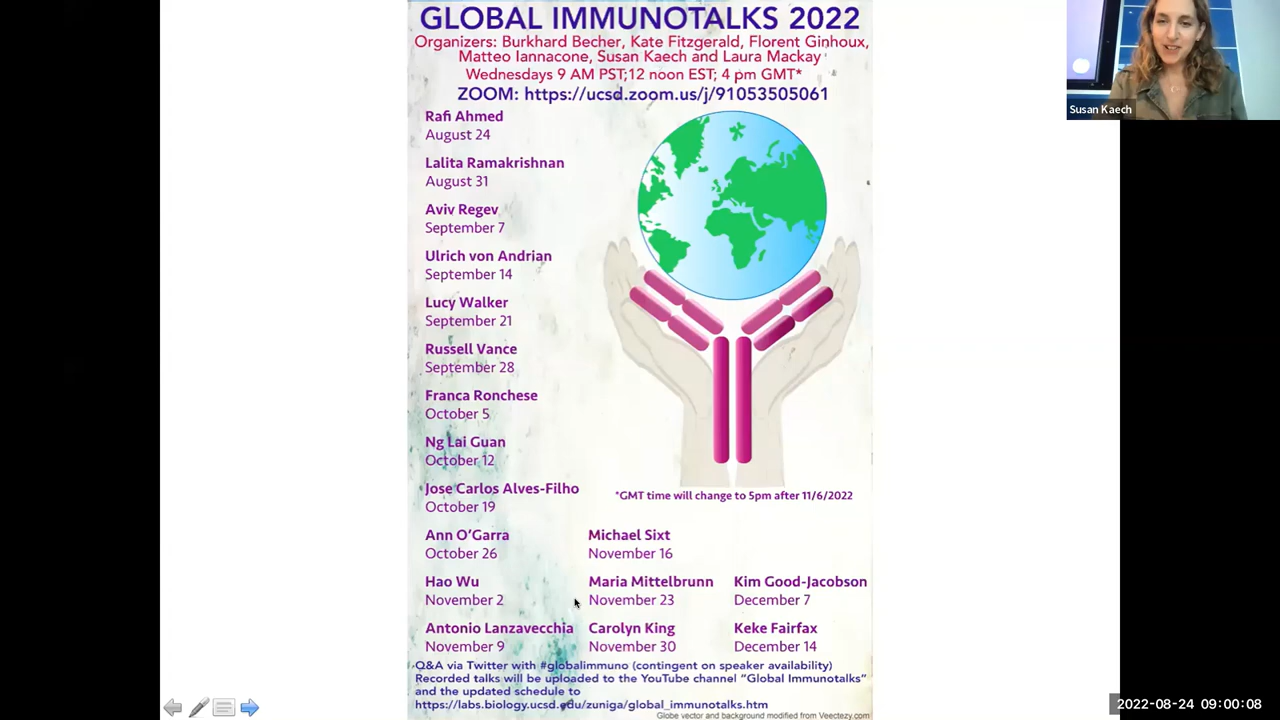 GLOBAL IMMUNOTALKS 2022
Organizers: Burkhard Becher, Kate Fitzgerald, Florent Ginhoux,
Matteo Iannacone, Susan Kaech and Laura Mackay
Wednesdays 9 AM PST;12 noon EST; 4 pm GMT*
ZOOM: https://ucsd.zoom.us/j/91053505061
Rafi Ahmed
August 24
Lalita Ramakrishnan
August 31
Aviv Regev
September 7
Ulrich von Andrian
September 14
Lucy Walker
September 21
Russell Vance
September 28
Franca Ronchese
October 5
Ng Lai Guan
October 12
Jose Carlos Alves-Filho
October 19
*GMT time will change to 5pm after 11/6/2022
Ann O’Garra
October 26
Hao Wu
November 2
Antonio Lanzavecchia
November 9
Michael Sixt
November 16
Maria Mittelbrunn
November 23
Carolyn King
November 30
Kim Good-Jacobson
December 7
Keke Fairfax
December 14
Q&A via Twitter with #globalimmuno (contingent on speaker availability)
Recorded talks will be uploaded to the YouTube channel “Global Immunotalks”
and the updated schedule to
https://labs.biology.ucsd.edu/zuniga/global_immunotalks.htm
Globe vector and background modified from Veectezy.com
Susan Kaech
2022-08-24 09:00:08